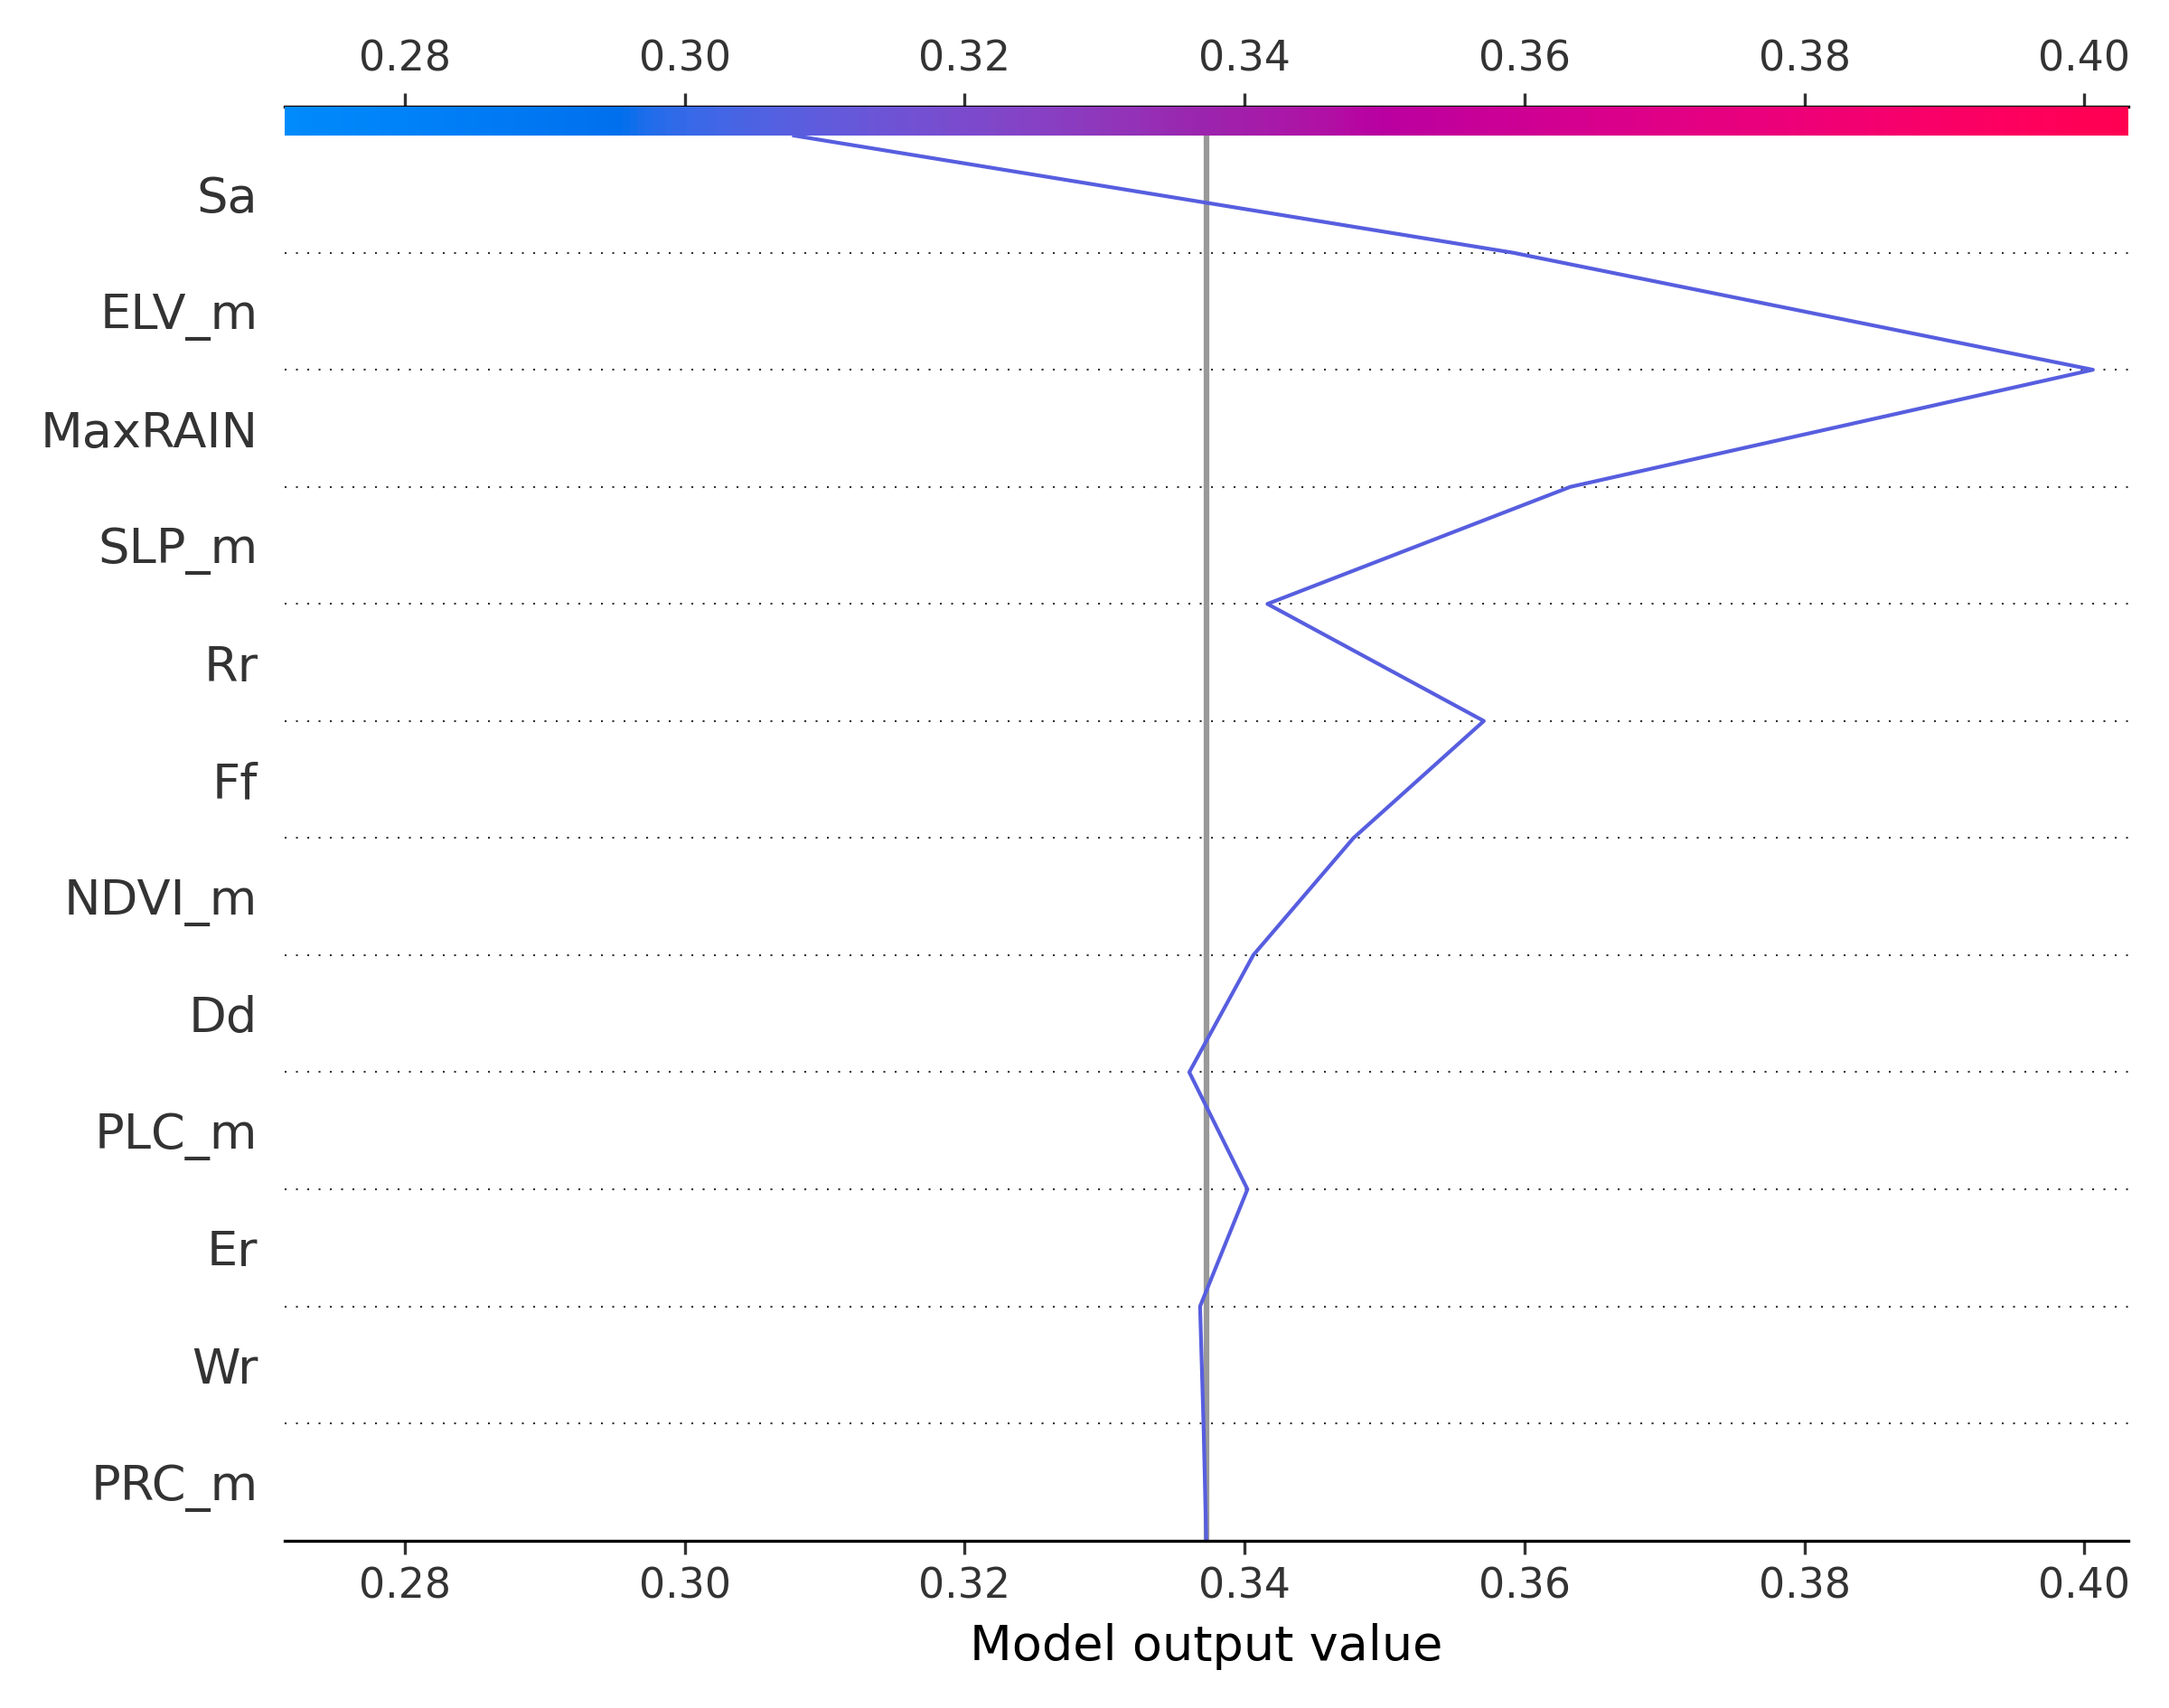 0.28 0.30 0.32 0.34 0.36 0.38 0.40
Sa
ELV_m
MaxRAIN
SLP_m
Rr
Ff
NDVI_m
Dd
PLC_m
Er
Wr
PRC_m
0.28 0.30 0.32 0.34 0.36 0.38 0.40
Model output value